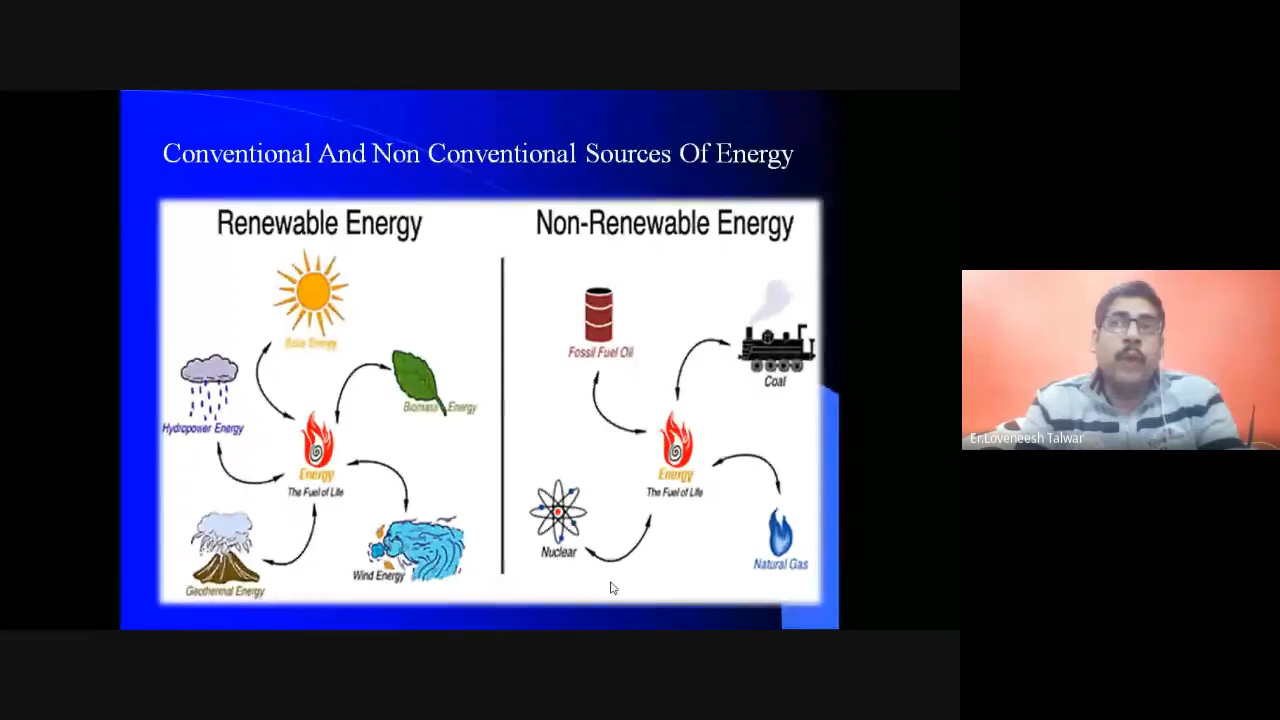 Conventional And Non Conventional Sources Of Energy
Renewable Energy
Solar Energy
Biomass Energy
Hydropower Energy
Energy
The Fuel of Life
Geothermal Energy
Wind Energy
Non-Renewable Energy
Fossil Fuel Oil
Coal
Energy
The Fuel of Life
Nuclear
Natural Gas
Er.Loveneesh Talwar